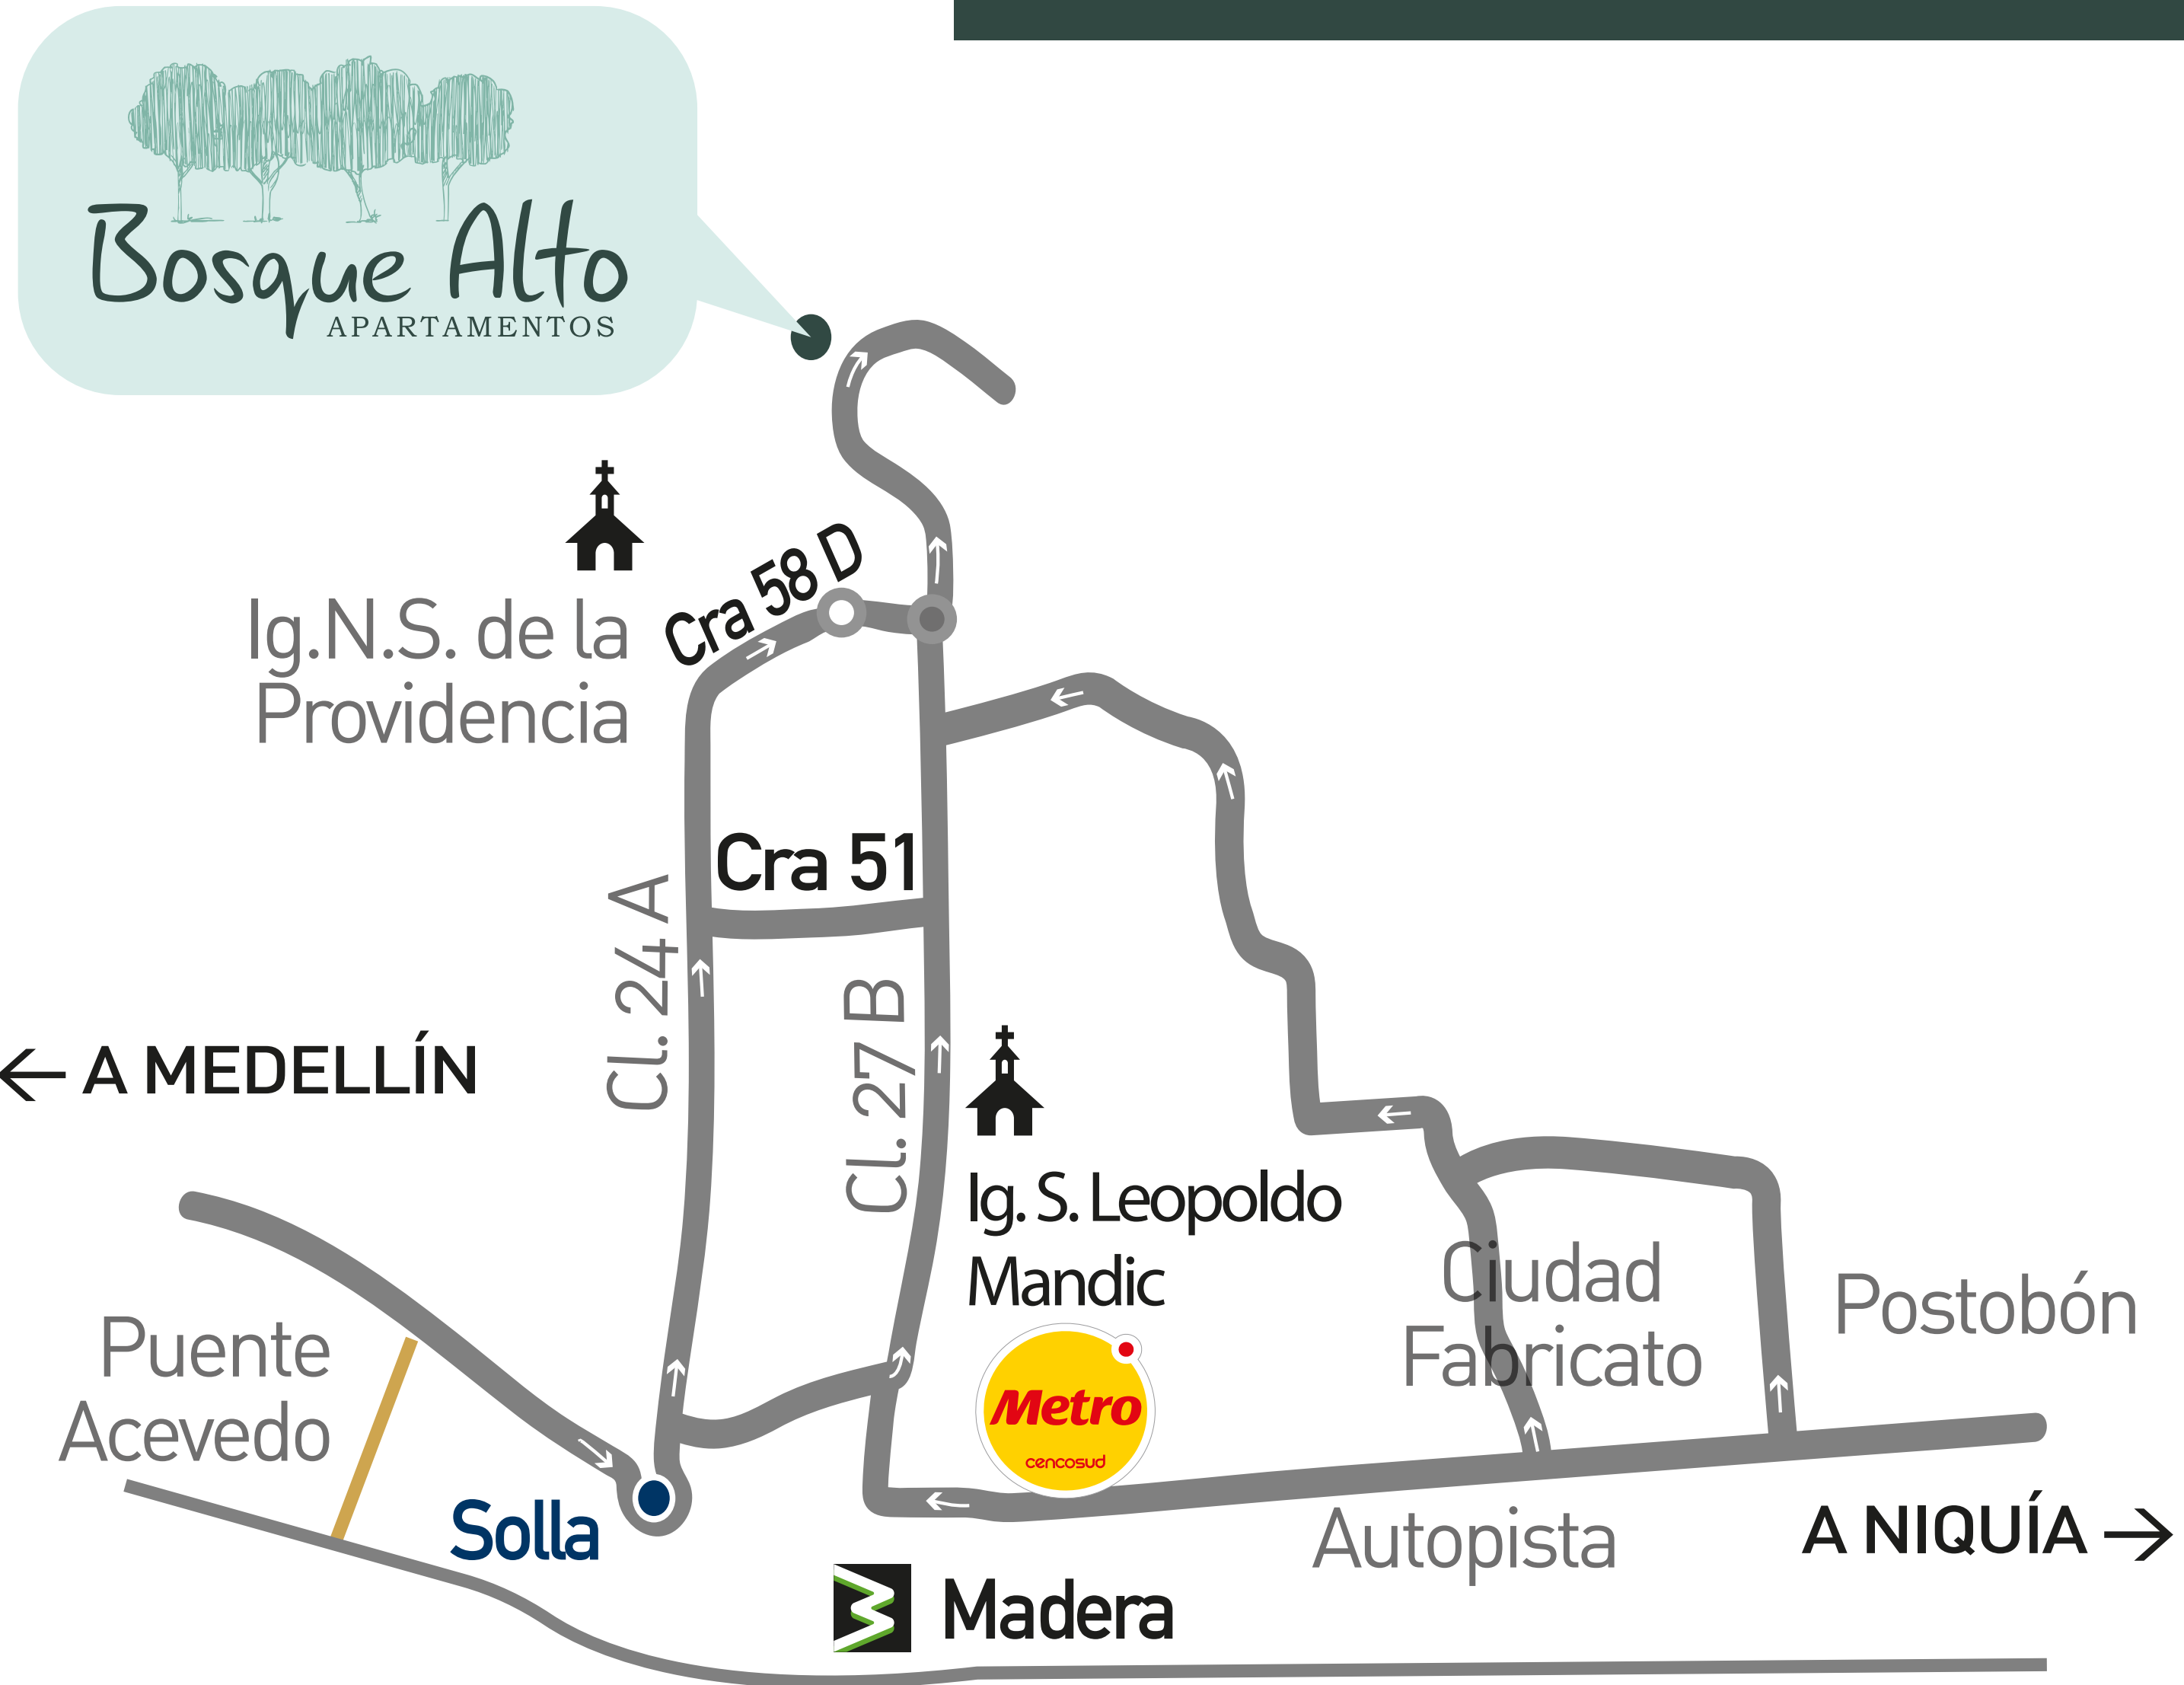 Bosque Alto
APARTAMENTOS
Cra 58 D
Ig.N.S. de la
Providencia
Cra 51
Cl. 24 A
Cl. 27 B
A MEDELLÍN
Ig. S. Leopoldo
Mandic
Ciudad
Fabricato
Postobón
Puente
Acevedo
Metro
cencosud
Solla
Autopista
A NIQUÍA
Madera